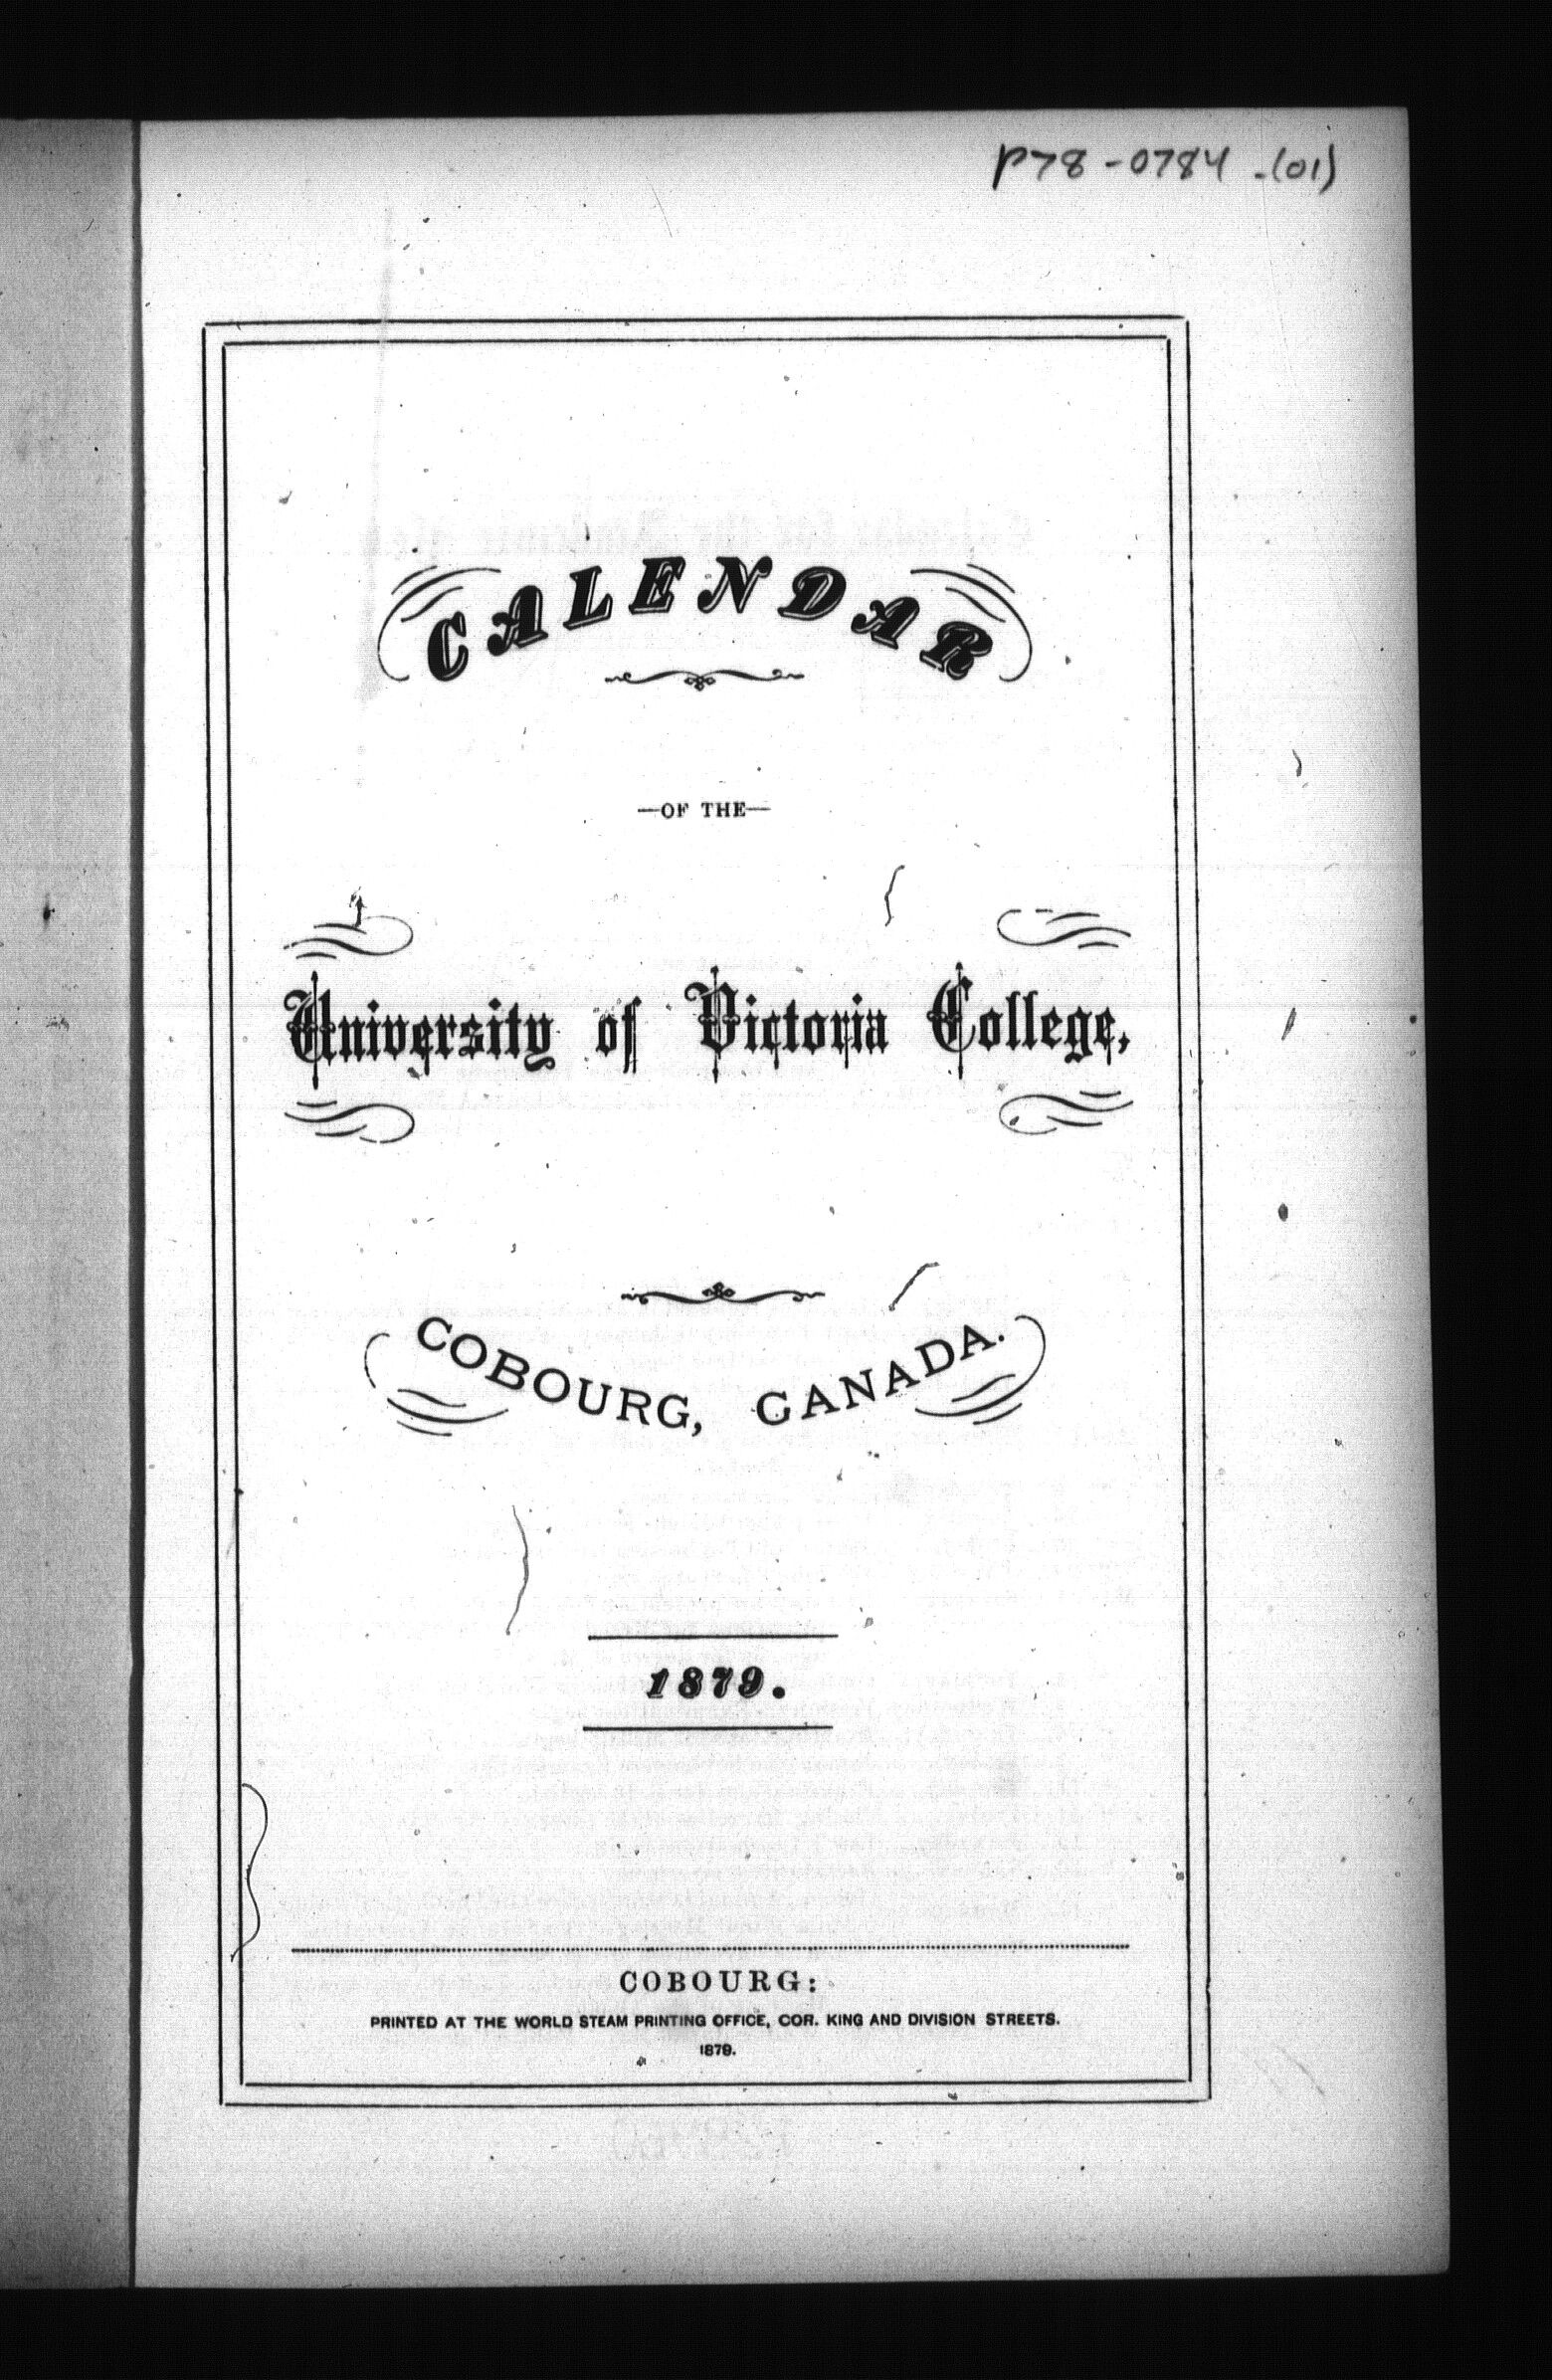 P78-0784-(01)
CALENDAR
—OF THE—
University of Victoria College,
COBOURG, CANADA.
1879.
COBOURG:
PRINTED AT THE WORLD STEAM PRINTING OFFICE, COR. KING AND DIVISION STREETS.
1879.